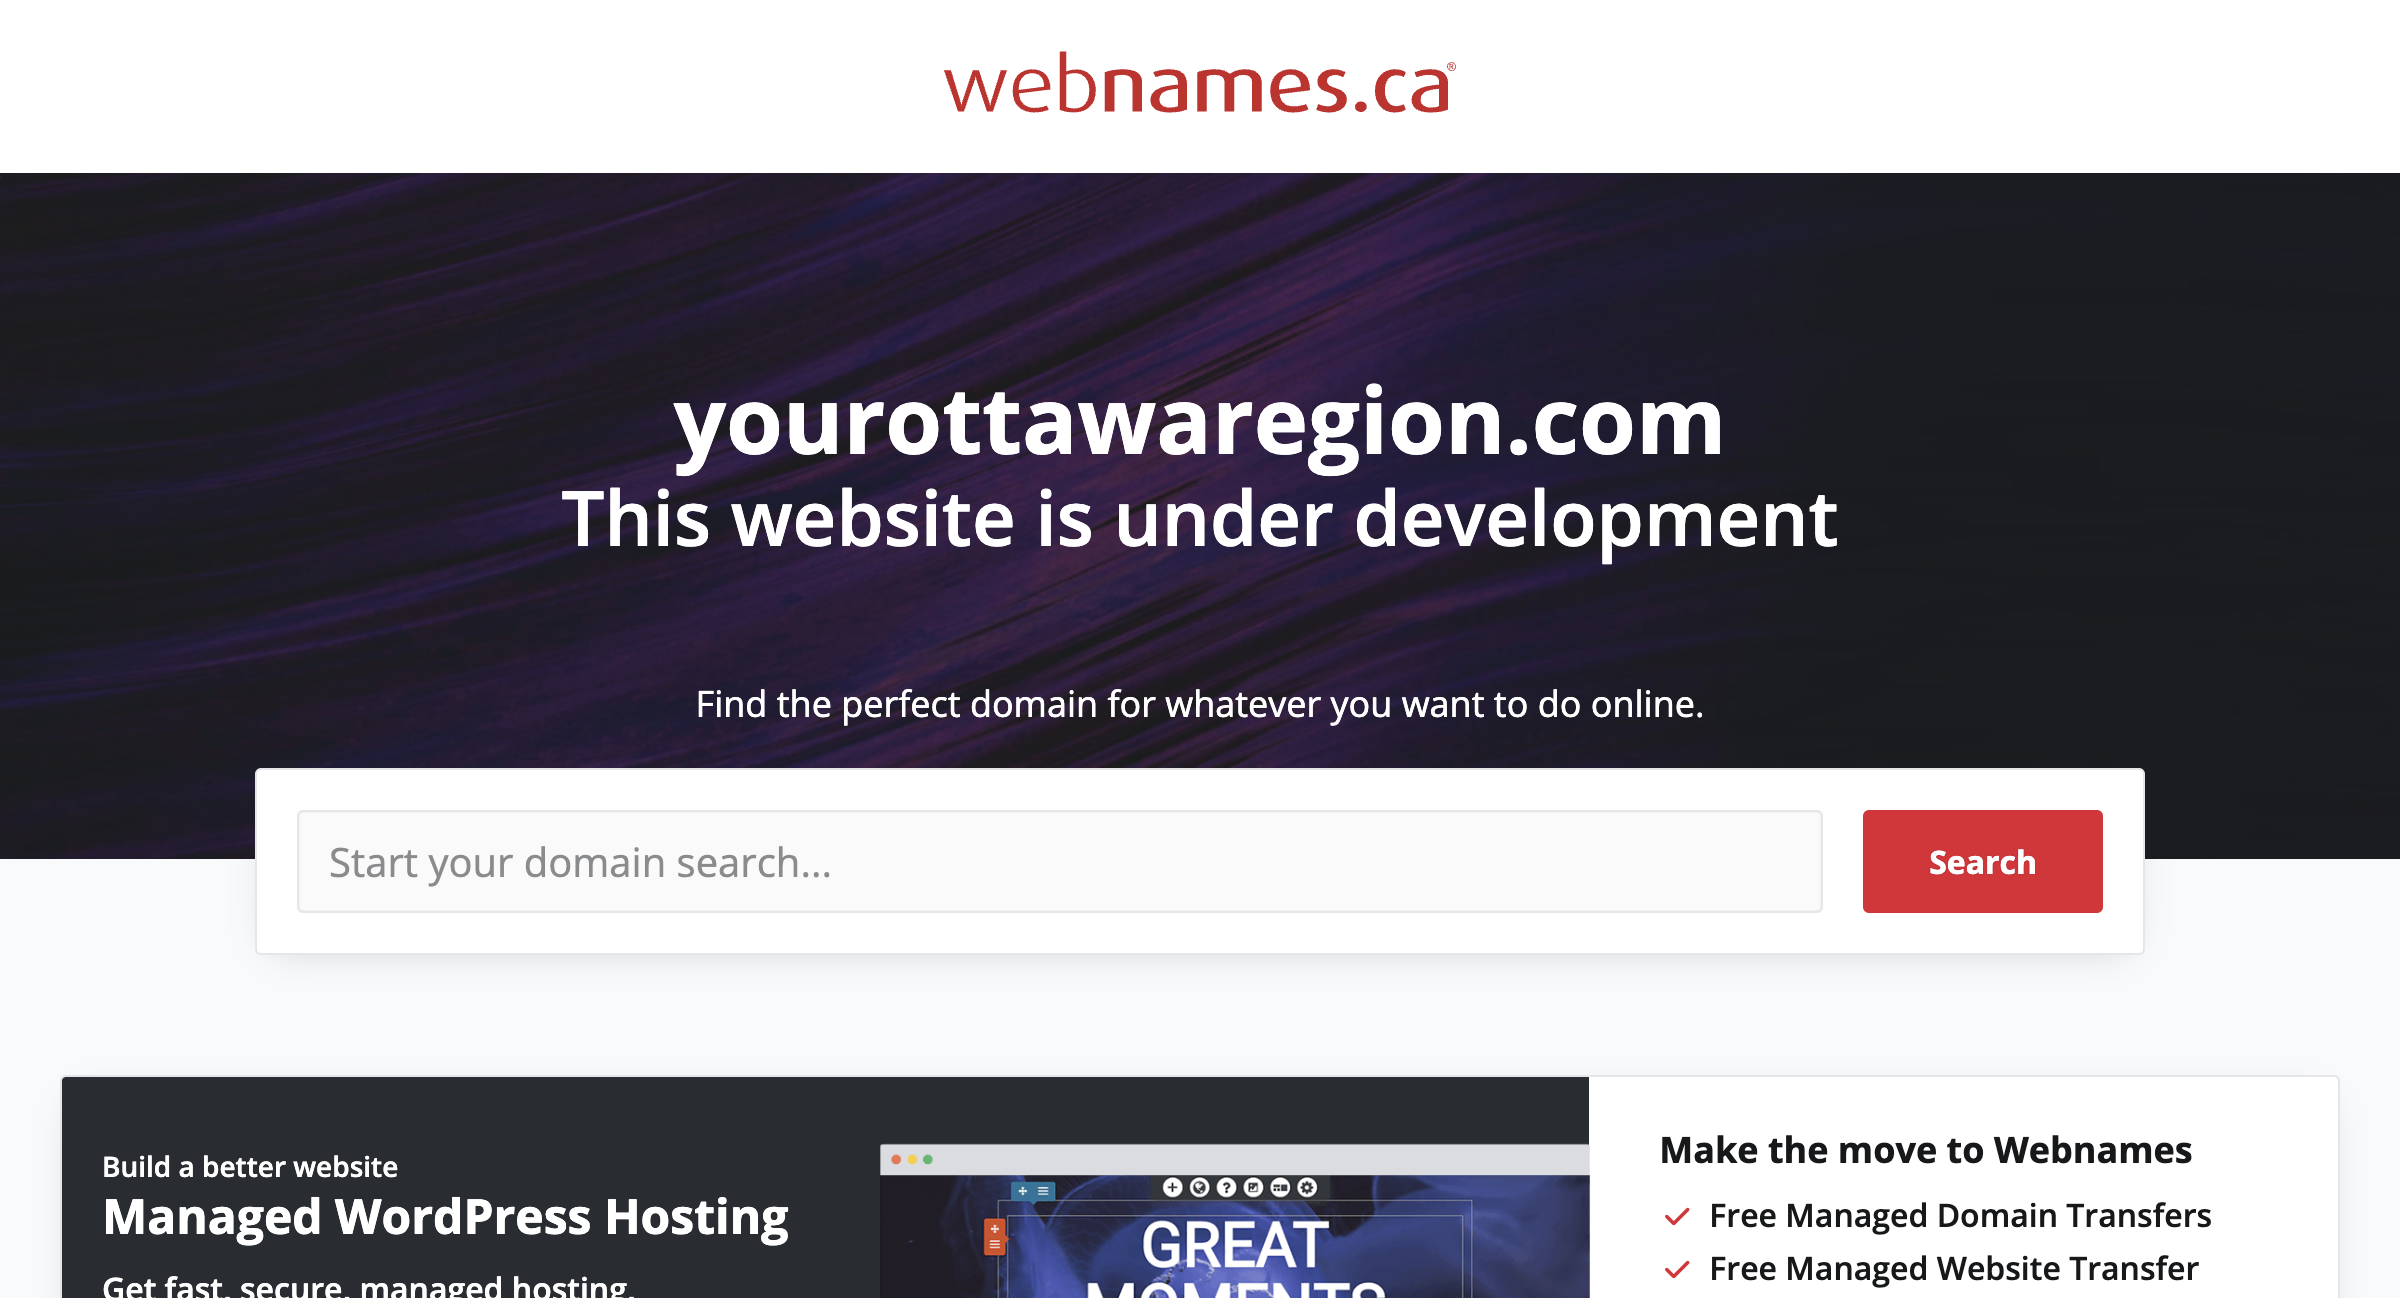 webnames.ca®
yourottawaregion.com
This website is under development
Find the perfect domain for whatever you want to do online.
Start your domain search...
Search
Build a better website
Managed WordPress Hosting
Get fast, secure, managed hosting.
GREAT
MOMENTS
Make the move to Webnames
Free Managed Domain Transfers
Free Managed Website Transfer